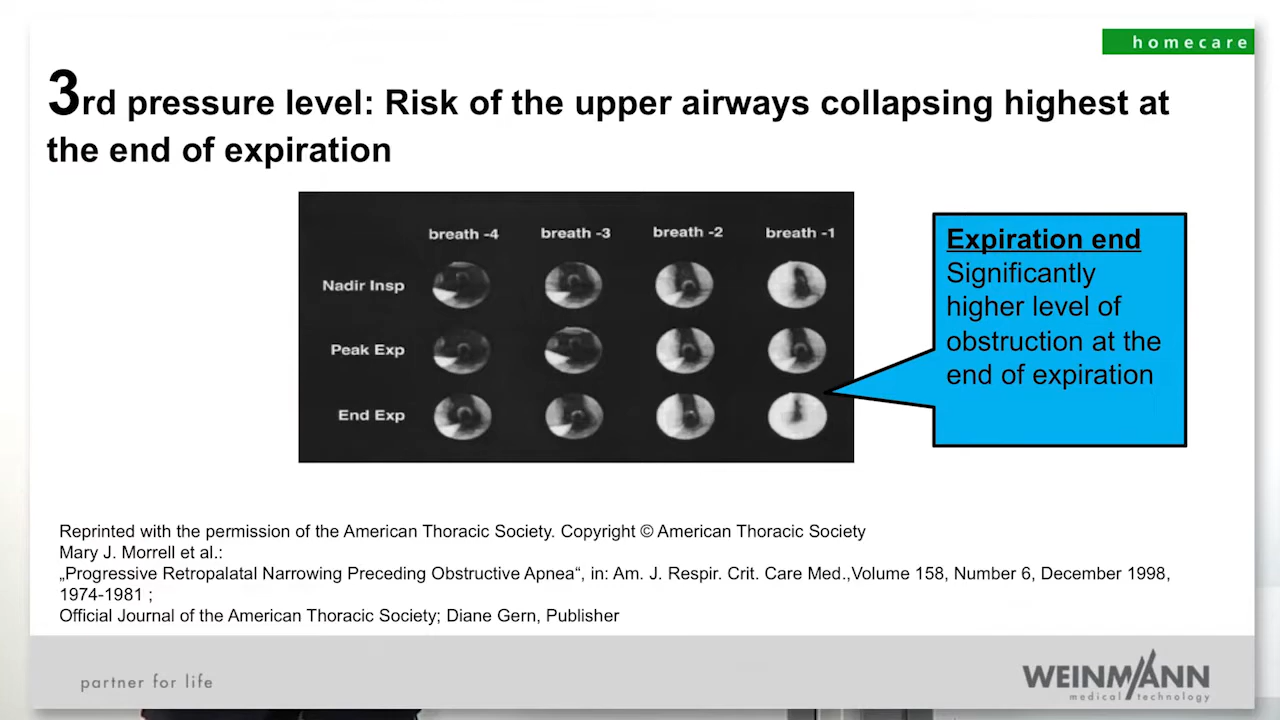 homecare
3rd pressure level: Risk of the upper airways collapsing highest at
the end of expiration
breath -4 breath -3 breath -2 breath -1
Nadir Insp
Peak Exp
End Exp
Expiration end
Significantly
higher level of
obstruction at the
end of expiration
Reprinted with the permission of the American Thoracic Society. Copyright © American Thoracic Society
Mary J. Morrell et al.:
„Progressive Retropalatal Narrowing Preceding Obstructive Apnea“, in: Am. J. Respir. Crit. Care Med.,Volume 158, Number 6, December 1998,
1974-1981 ;
Official Journal of the American Thoracic Society; Diane Gern, Publisher
partner for life
WEINMANN
medical technology